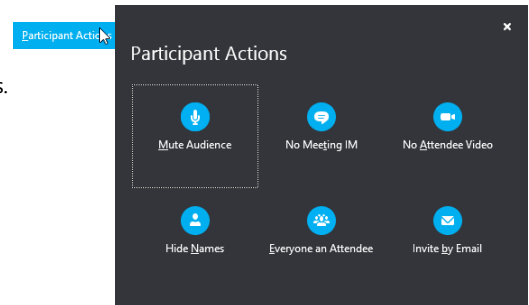 Participant Actions
s.
Participant Actions
Mute Audience
No Meeting IM
No Attendee Video
Hide Names
Everyone an Attendee
Invite by Email